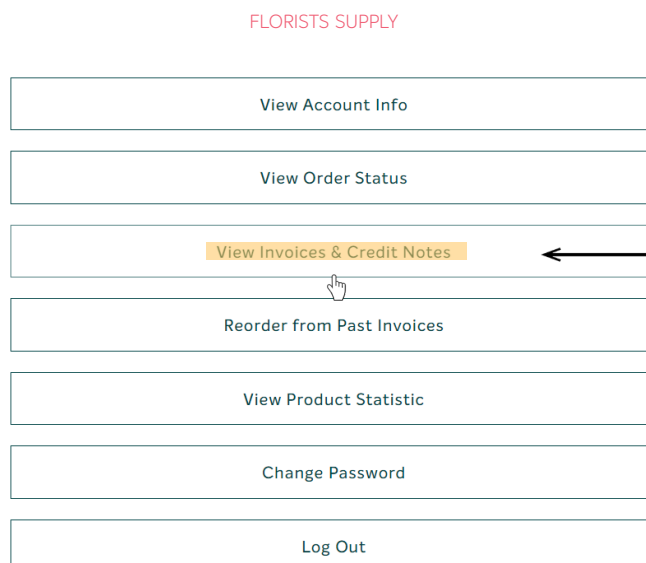 FLORISTS SUPPLY
View Account Info
View Order Status
View Invoices & Credit Notes
Reorder from Past Invoices
View Product Statistic
Change Password
Log Out